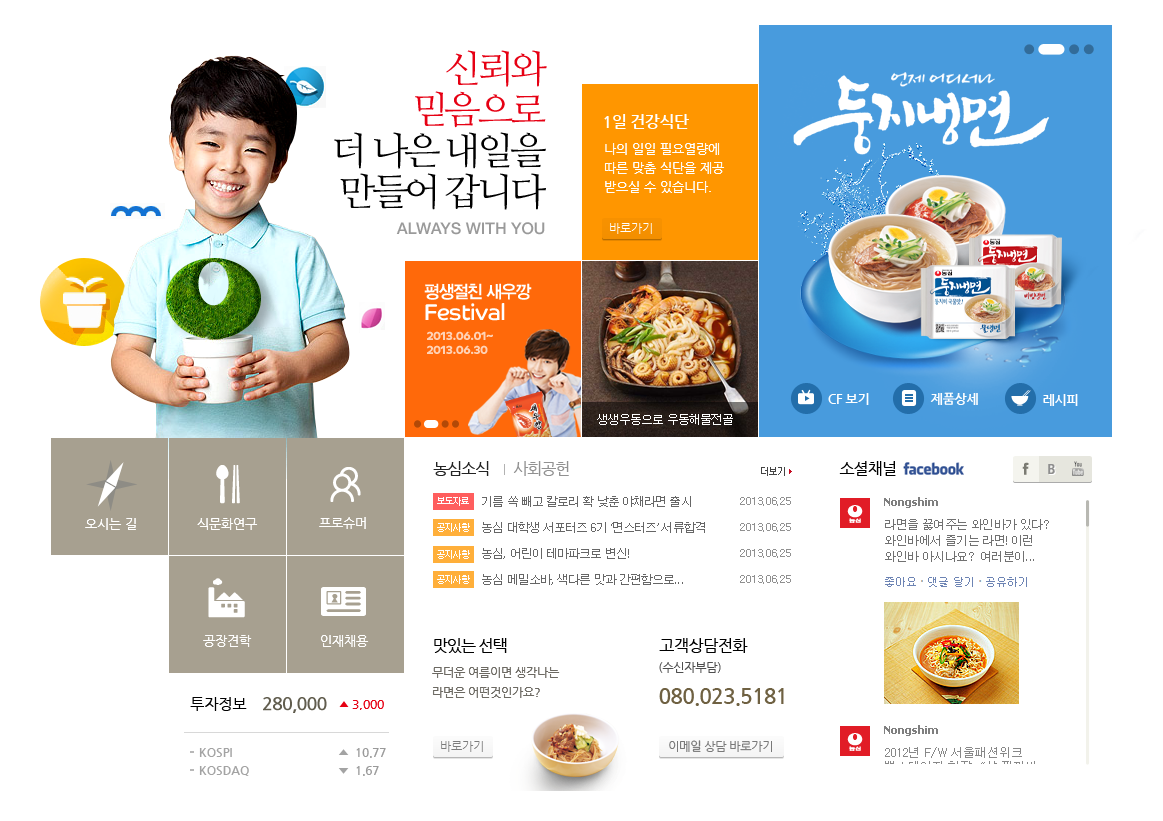 신뢰와
믿음으로
더 나은 내일을
만들어 갑니다
ALWAYS WITH YOU
1일 건강식단
나의 일일 필요열량에
따른 맞춤 식단을 제공
받으실 수 있습니다.
바로가기
언제 어디서나
둥지냉면
농심
둥지냉면
비빔냉면
농심
둥지냉면
물냉면
CF 보기
제품상세
레시피
평생절친 새우깡
Festival
2013.06.01~
2013.06.30
새우깡
생생우동으로 우동해물전골
오시는 길
식문화연구
프로슈머
공장견학
인재채용
투자정보 280,000 ▲ 3,000
- KOSPI ▲ 10.77
- KOSDAQ ▼ 1.67
농심소식 | 사회공헌 더보기
보도자료 기름 쏙 빼고 칼로리 확 낮춘 야채라면 출시 2013.06.25
공지사항 농심 대학생 서포터즈 6기 '면스터즈' 서류합격 2013.06.25
공지사항 농심, 어린이 테마파크로 변신! 2013.06.25
공지사항 농심 메밀소바, 색다른 맛과 간편함으로... 2013.06.25
맛있는 선택
무더운 여름이면 생각나는
라면은 어떤것인가요?
바로가기
고객상담전화
(수신자부담)
080.023.5181
이메일 상담 바로가기
소셜채널 facebook
f B You Tube
농심
Nongshim
라면을 끓여주는 와인바가 있다?
와인바에서 즐기는 라면! 이런
와인바 아시나요? 여러분이...
좋아요 · 댓글 달기 · 공유하기
농심
Nongshim
2012년 F/W 서울패션위크